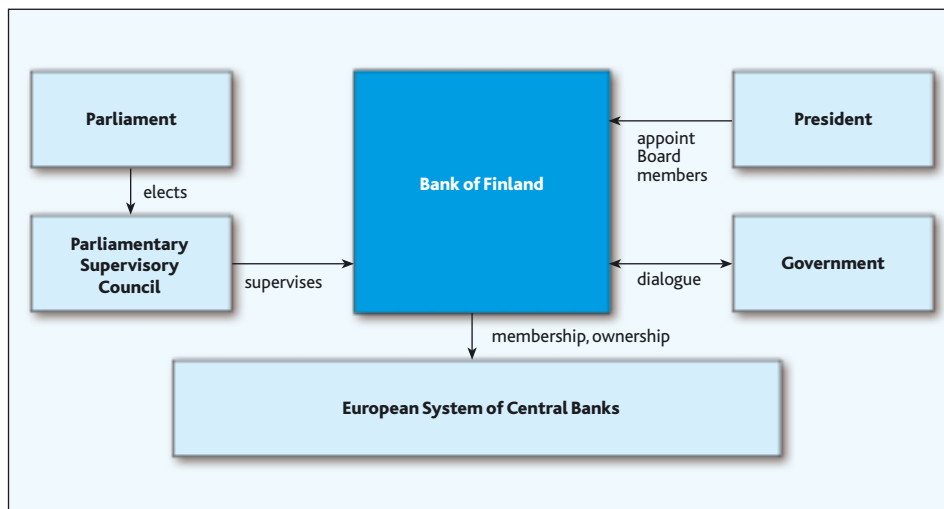 Parliament
President
appoint
Board
members
Bank of Finland
elects
Parliamentary
Supervisory
Council
supervises
dialogue
Government
membership, ownership
European System of Central Banks